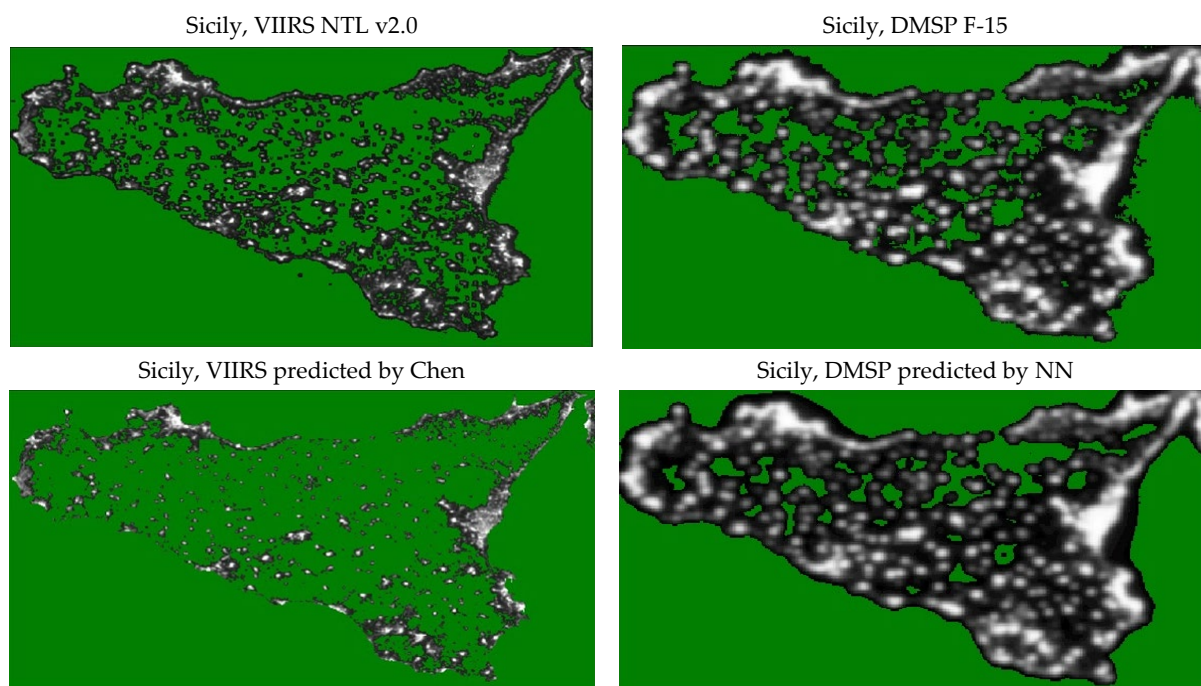 Sicily, VIIRS NTL v2.0
Sicily, DMSP F-15
Sicily, VIIRS predicted by Chen
Sicily, DMSP predicted by NN